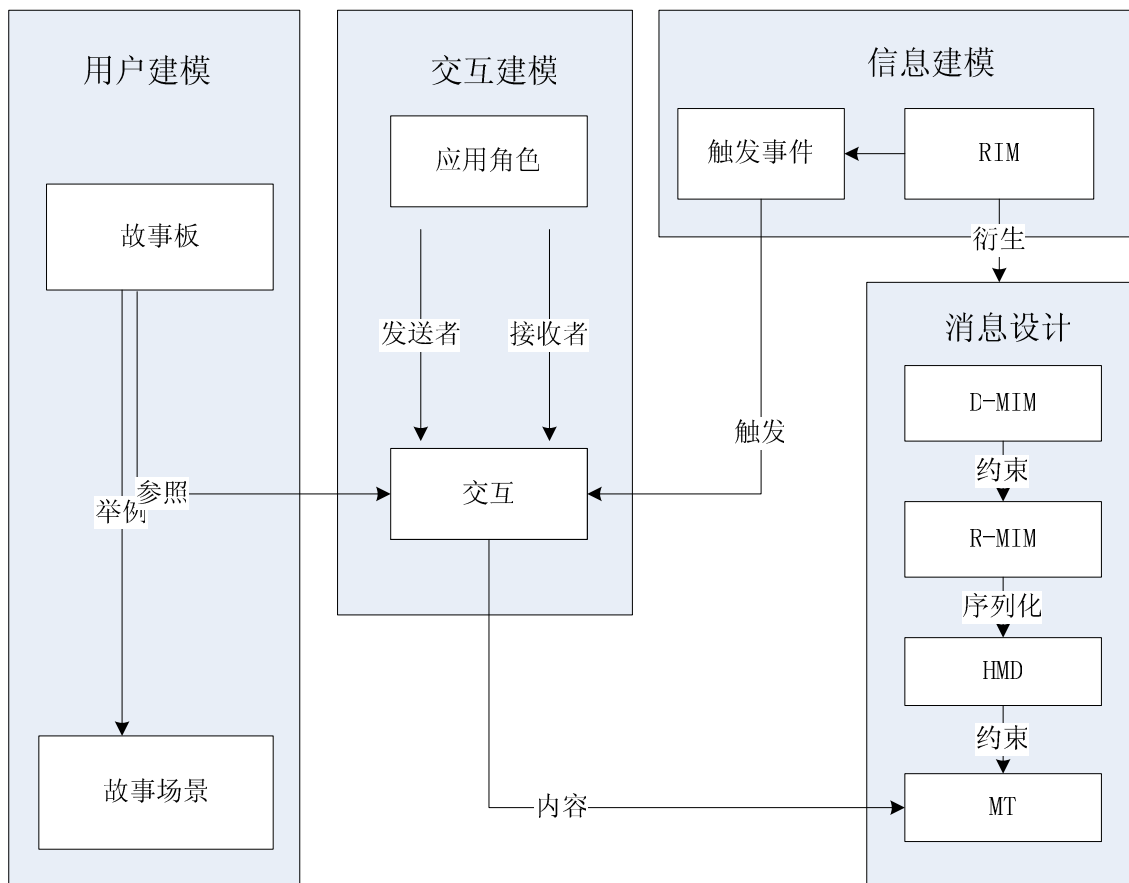 用户建模
交互建模
信息建模
应用角色
触发事件
RIM
故事板
衍生
发送者
接收者
消息设计
D-MIM
触发
约束
交互
参照
举例
R-MIM
序列化
HMD
约束
故事场景
内容
MT